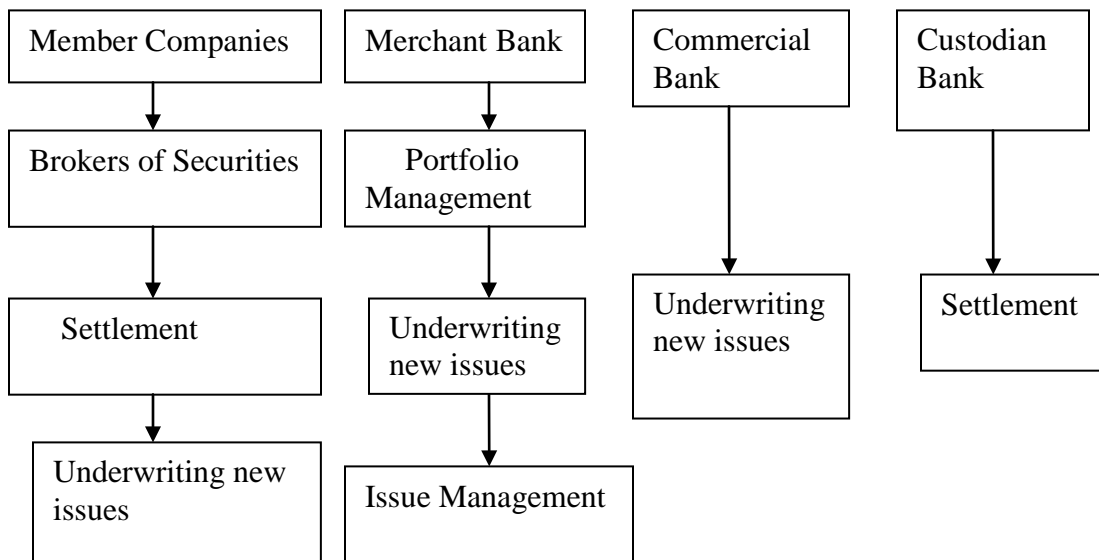 Member Companies
Merchant Bank
Commercial
Bank
Custodian
Bank
Brokers of Securities
Portfolio
Management
Settlement
Underwriting
new issues
Underwriting
new issues
Settlement
Underwriting new
issues
Issue Management